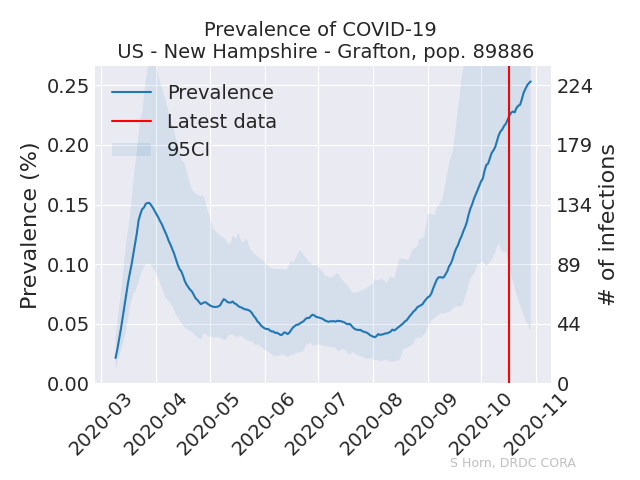 Prevalence of COVID-19
US - New Hampshire - Grafton, pop. 89886
Prevalence
Latest data
95CI
Prevalence (%)
0.25
0.20
0.15
0.10
0.05
0.00
224
179
134
89
44
0
# of infections
2020-03
2020-04
2020-05
2020-06
2020-07
2020-08
2020-09
2020-10
2020-11
S Horn, DRDC CORA